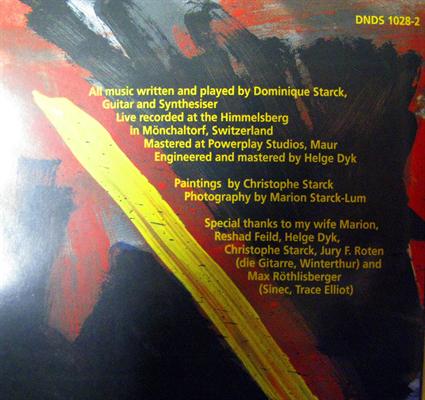 DNDS 1028-2
All music written and played by Dominique Starck,
Guitar and Synthesiser
Live recorded at the Himmelsberg
in Mönchaltorf, Switzerland
Mastered at Powerplay Studios, Maur
Engineered and mastered by Helge Dyk
Paintings by Christophe Starck
Photography by Marion Starck-Lum
Special thanks to my wife Marion,
Reshad Feild, Helge Dyk,
Christophe Starck, Jury F. Roten
(die Gitarre, Winterthur) and
Max Röthlisberger
(Sinec, Trace Elliot)